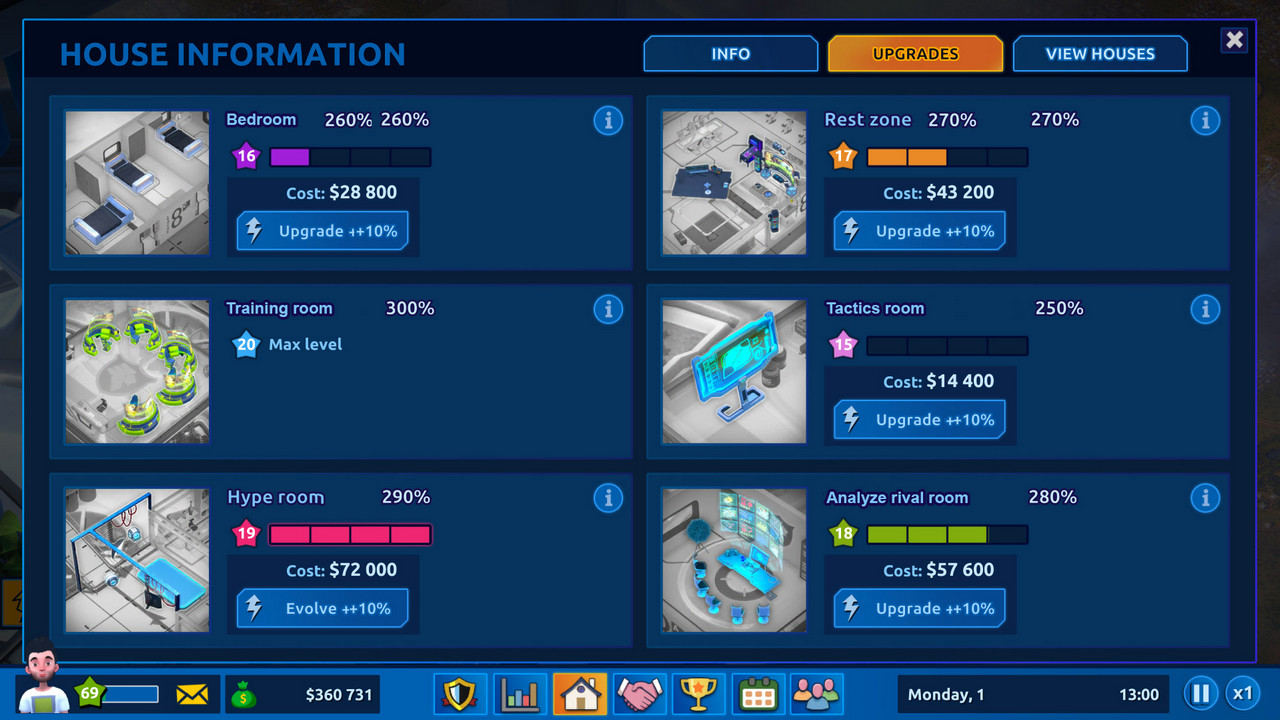 HOUSE INFORMATION
INFO
UPGRADES
VIEW HOUSES
Bedroom 260% 260%
16
Cost: $28 800
Upgrade ++10%
Rest zone 270% 270%
17
Cost: $43 200
Upgrade ++10%
Training room 300%
20 Max level
Tactics room 250%
15
Cost: $14 400
Upgrade ++10%
Hype room 290%
19
Cost: $72 000
Evolve ++10%
Analyze rival room 280%
18
Cost: $57 600
Upgrade ++10%
69
$360 731
Monday, 1 13:00
x1